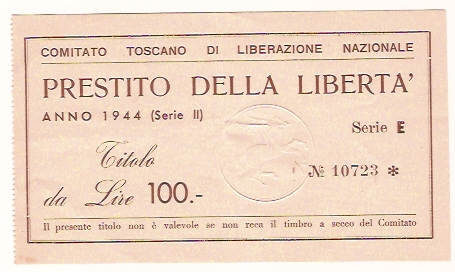 COMITATO TOSCANO DI LIBERAZIONE NAZIONALE
PRESTITO DELLA LIBERTA'
ANNO 1944 (Serie II)
Serie E
Titolo
№ 10723 *
da Lire 100.-
Il presente titolo non è valevole se non reca il timbro a secco del Comitato